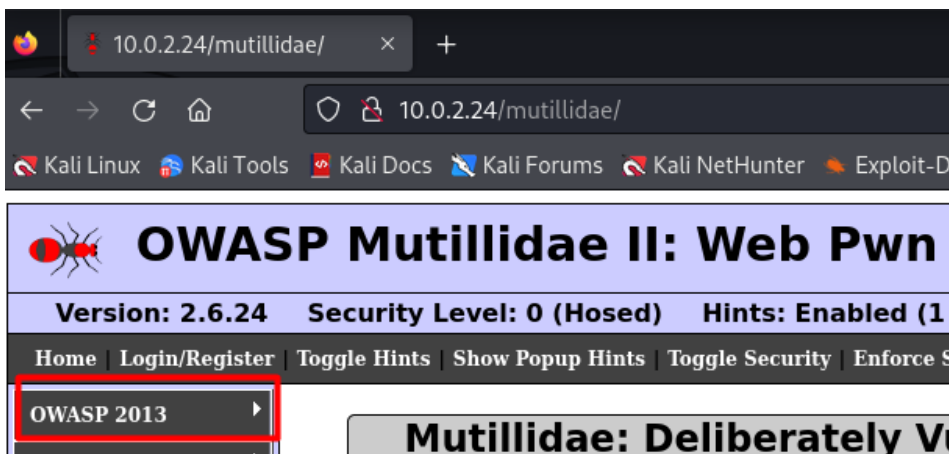 10.0.2.24/mutillidae/
10.0.2.24/mutillidae/
Kali Linux Kali Tools Kali Docs Kali Forums Kali NetHunter Exploit-D
OWASP Mutillidae II: Web Pwn
Version: 2.6.24 Security Level: 0 (Hosed) Hints: Enabled (1
Home | Login/Register | Toggle Hints | Show Popup Hints | Toggle Security | Enforce S
OWASP 2013
Mutillidae: Deliberately Vu